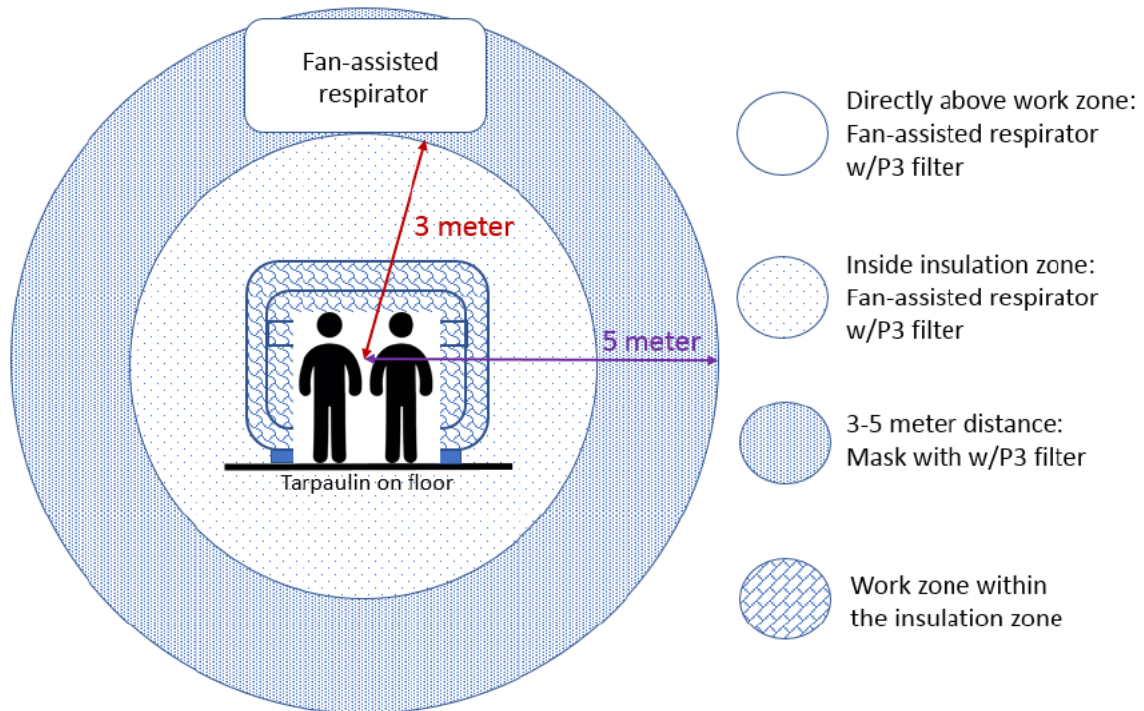 Fan-assisted
respirator
3 meter
5 meter
Tarpaulin on floor
Directly above work zone:
Fan-assisted respirator
w/P3 filter
Inside insulation zone:
Fan-assisted respirator
w/P3 filter
3-5 meter distance:
Mask with w/P3 filter
Work zone within
the insulation zone